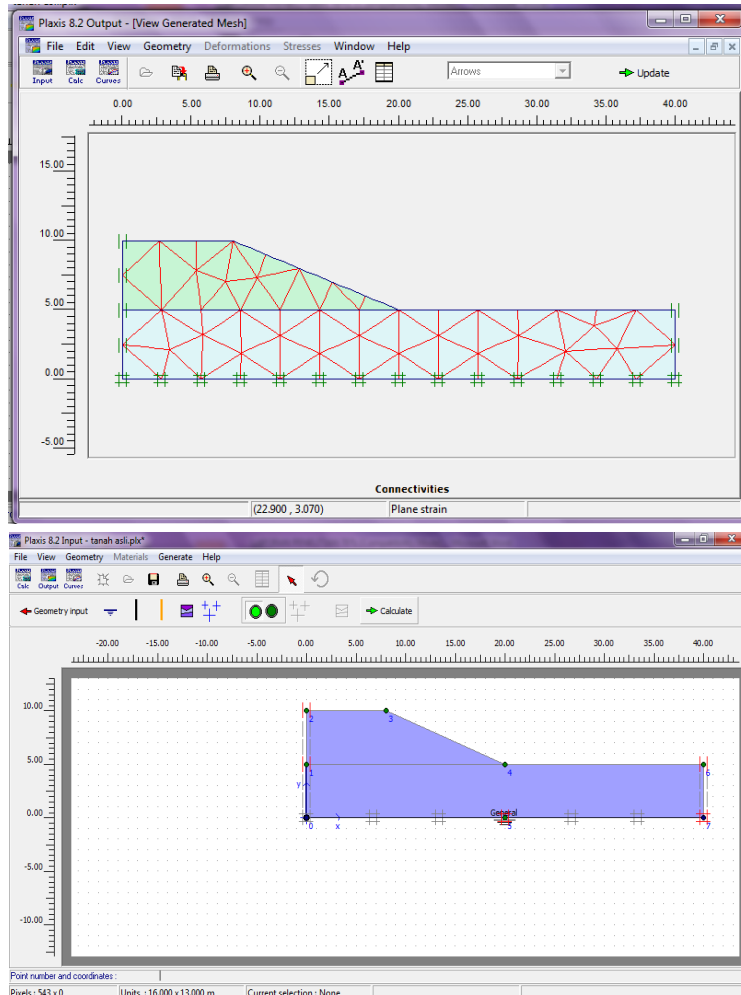 Plaxis 8.2 Output - [View Generated Mesh]
File Edit View Geometry Deformations Stresses Window Help
Input Calc Curves A A' Arrows Update
0.00 5.00 10.00 15.00 20.00 25.00 30.00 35.00 40.00
15.00
10.00
5.00
0.00
-5.00
Connectivities
(22.900 , 3.070) Plane strain
Plaxis 8.2 Input - tanah asli.plx*
File View Geometry Materials Generate Help
Calc Output Curves
Geometry input Calculate
-20.00 -15.00 -10.00 -5.00 0.00 5.00 10.00 15.00 20.00 25.00 30.00 35.00 40.00
10.00
2 3
5.00
1 4 6
y
0.00
General
0 x 5 7
-5.00
-10.00
Point number and coordinates :
Pixels : 543 x 0 Units : 16.000 x 13.000 m Current selection : None